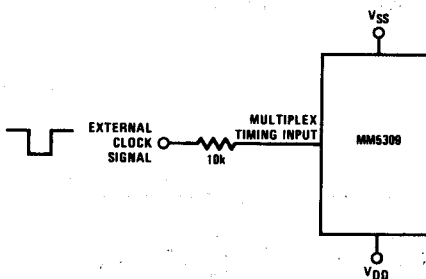 VSS
EXTERNAL
CLOCK
SIGNAL
10k
MULTIPLEX
TIMING INPUT
MM5309
VDD